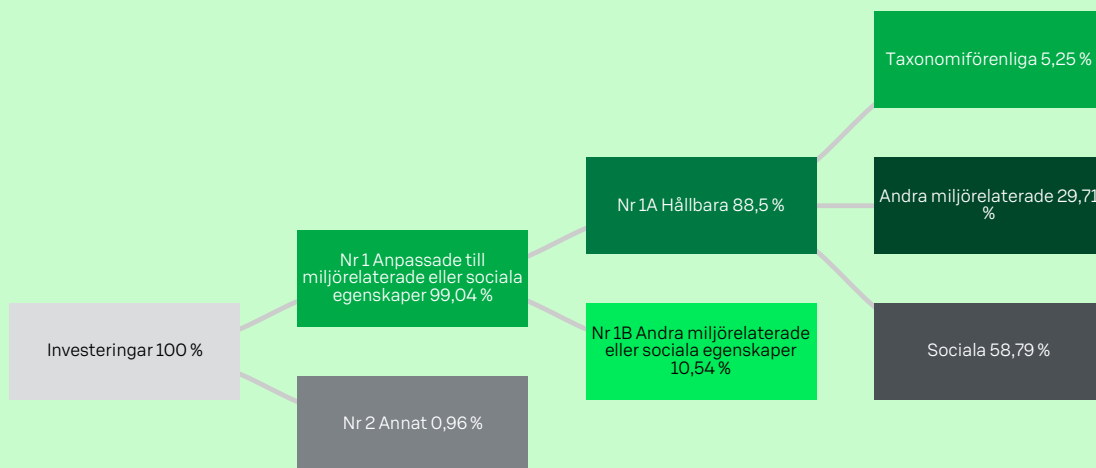 Taxonomiförenliga 5,25 %
Nr 1A Hållbara 88,5 %
Andra miljörelaterade 29,71
%
Nr 1 Anpassade till
miljörelaterade eller sociala
egenskaper 99,04 %
Investeringar 100 %
Nr 1B Andra miljörelaterade
eller sociala egenskaper
10,54 %
Sociala 58,79 %
Nr 2 Annat 0,96 %